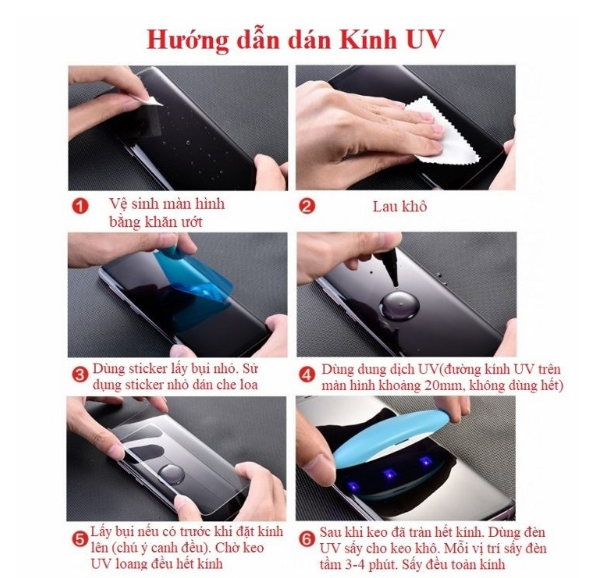 Hướng dẫn dán Kính UV
1 Vệ sinh màn hình
bằng khăn ướt
2 Lau khô
3 Dùng sticker lấy bụi nhỏ. Sử
dụng sticker nhỏ dán che loa
4 Dùng dung dịch UV(đường kính UV trên
màn hình khoảng 20mm, không dùng hết)
5 Lấy bụi nếu có trước khi đặt kính
lên (chú ý canh đều). Chờ keo
UV loang đều hết kính
6 Sau khi keo đã tràn hết kính. Dùng đèn
UV sấy cho keo khô. Mỗi vị trí sấy đèn
tầm 3-4 phút. Sấy đều toàn kính